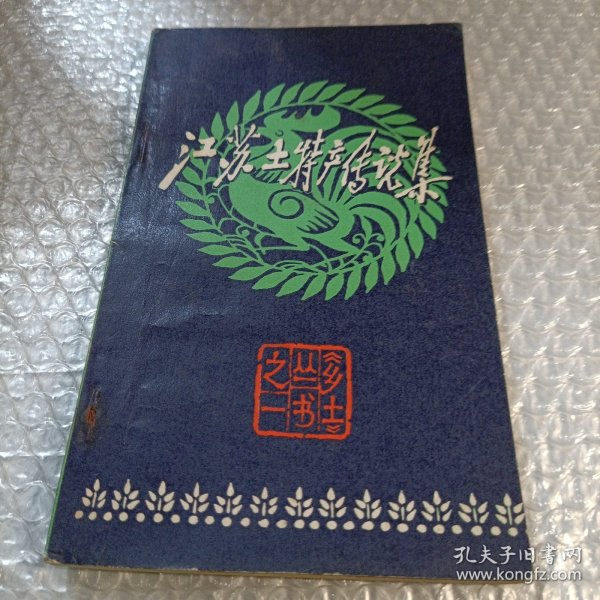 江苏土特产传说集
《乡土》
丛书
之一
孔夫子旧书网
www.kongfz.com